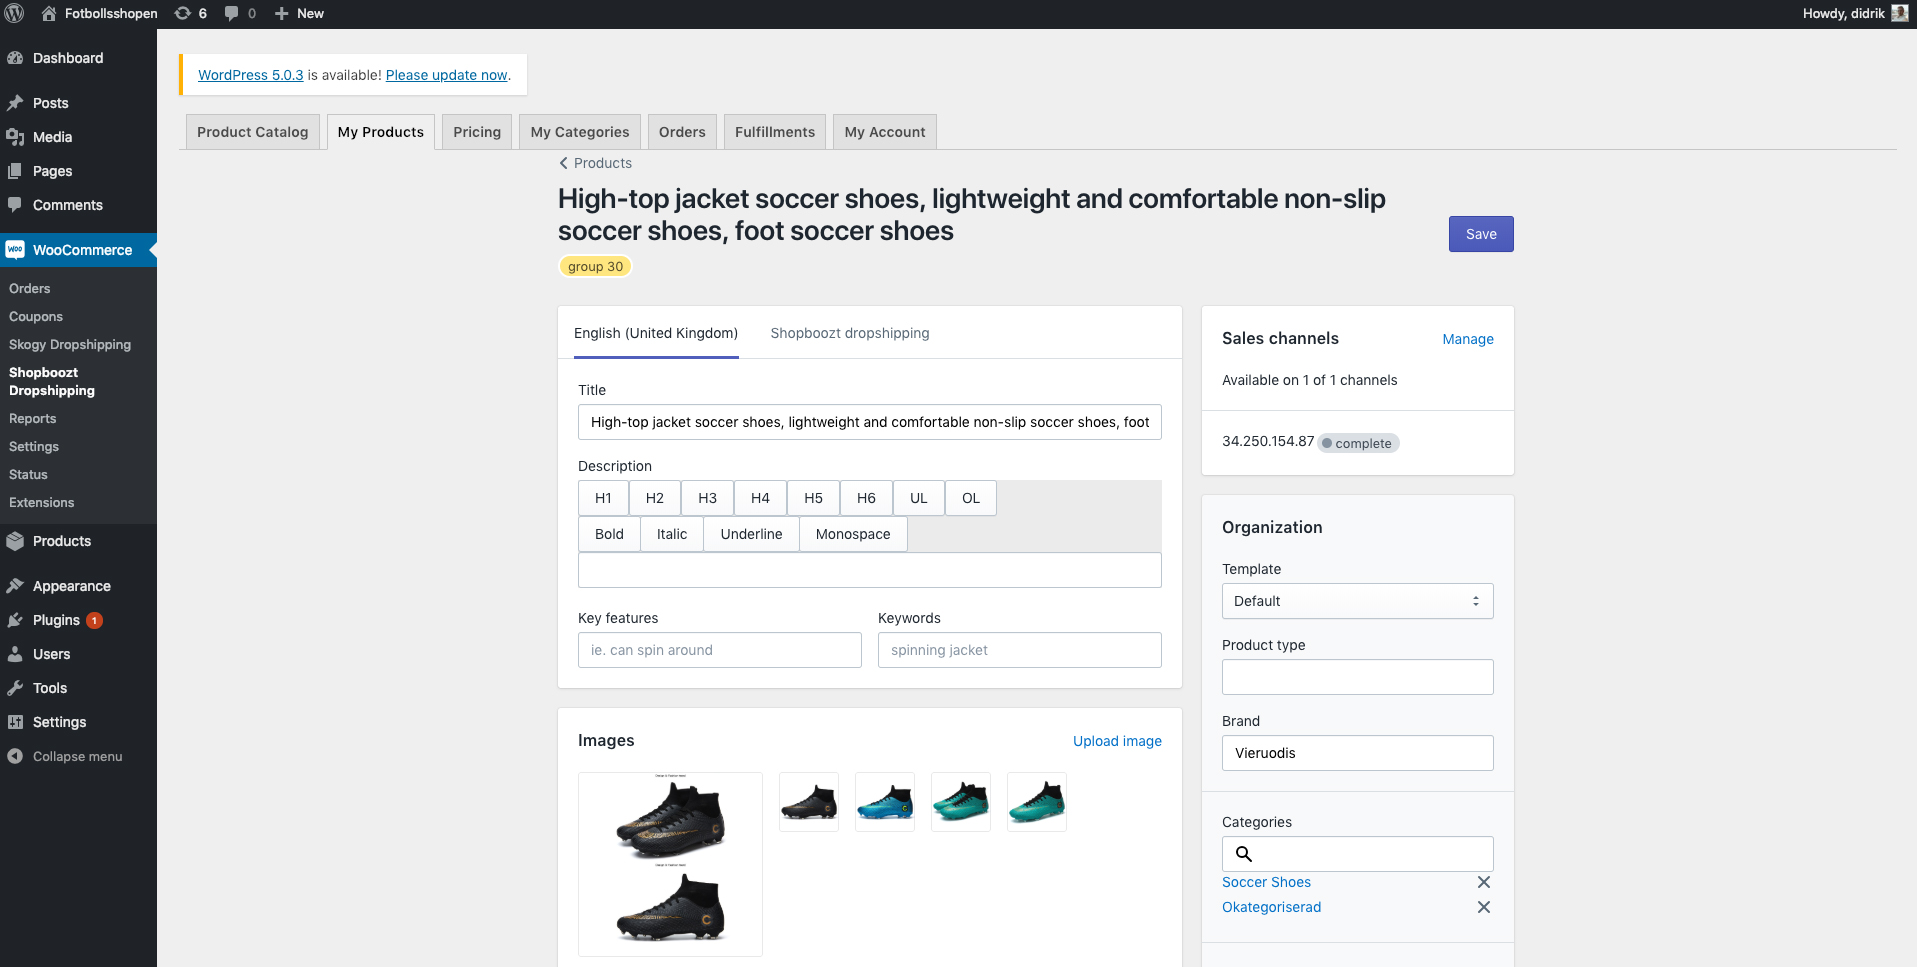 Fotbollsshopen 6 0 New Howdy, didrik
Dashboard
Posts
Media
Pages
Comments
WooCommerce
Orders
Coupons
Skogy Dropshipping
Shopboozt
Dropshipping
Reports
Settings
Status
Extensions
Products
Appearance
Plugins 1
Users
Tools
Settings
Collapse menu
WordPress 5.0.3 is available! Please update now.
Product Catalog My Products Pricing My Categories Orders Fulfillments My Account
Products
High-top jacket soccer shoes, lightweight and comfortable non-slip
soccer shoes, foot soccer shoes
Save
group 30
English (United Kingdom) Shopboozt dropshipping
Title
High-top jacket soccer shoes, lightweight and comfortable non-slip soccer shoes, foot
Description
H1 H2 H3 H4 H5 H6 UL OL
Bold Italic Underline Monospace
Key features Keywords
ie. can spin around spinning jacket
Images Upload image
Sales channels Manage
Available on 1 of 1 channels
34.250.154.87 complete
Organization
Template
Default
Product type
Brand
Vieruodis
Categories
Soccer Shoes
Okategoriserad